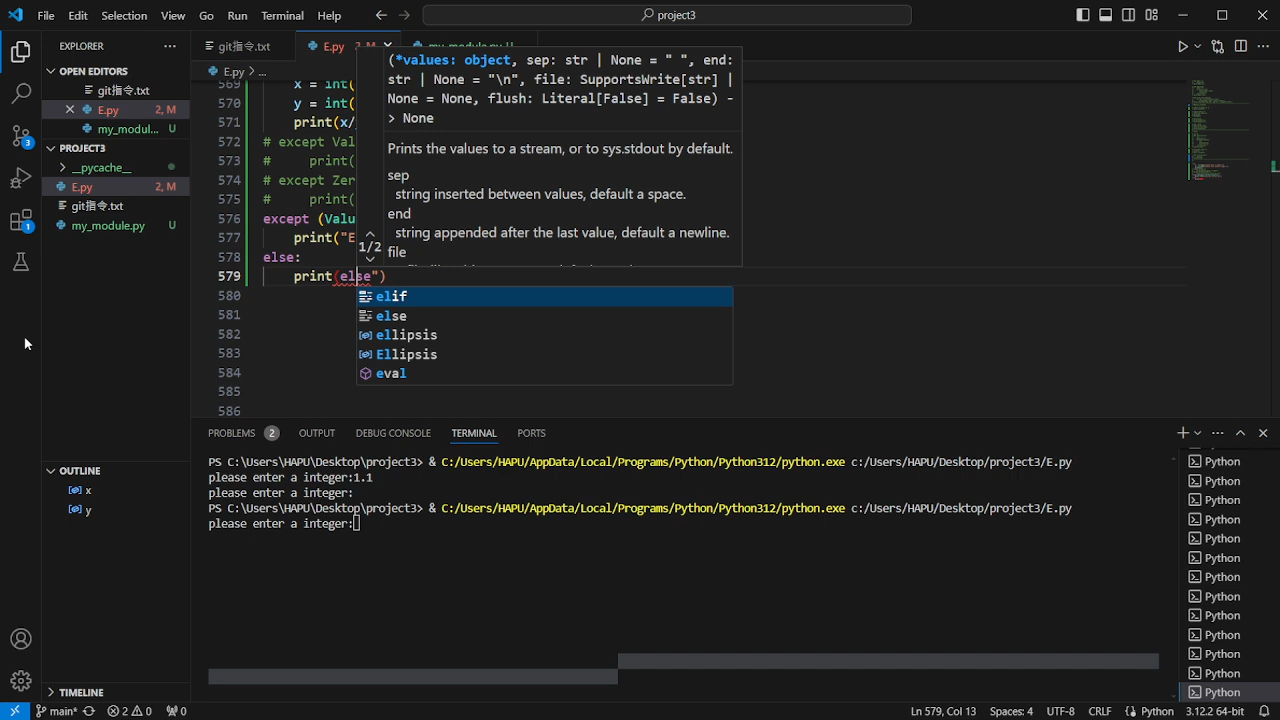 File Edit Selection View Go Run Terminal Help
project3
EXPLORER
OPEN EDITORS
git指令.txt
E.py 2, M
my_modul... U
PROJECT3
__pycache__
E.py 2, M
git指令.txt
my_module.py U
OUTLINE
x
y
TIMELINE
git指令.txt E.py 2, M my_module.py U
E.py > ...
569 x = int(
570 y = int(
571 print(x/
572 # except Val
573 # print(
574 # except Zer
575 # print(
576 except (Valu
577 print("E
578 else:
579 print(else")
580
581
582
583
584
585
586
(*values: object, sep: str | None = " ", end:
str | None = "\n", file: SupportsWrite[str] |
None = None, flush: Literal[False] = False) -
> None
Prints the values to a stream, or to sys.stdout by default.
sep
string inserted between values, default a space.
end
string appended after the last value, default a newline.
file
1/2
elif
else
ellipsis
Ellipsis
eval
PROBLEMS 2 OUTPUT DEBUG CONSOLE TERMINAL PORTS
PS C:\Users\HAPU\Desktop\project3> & C:/Users/HAPU/AppData/Local/Programs/Python/Python312/python.exe c:/Users/HAPU/Desktop/project3/E.py
please enter a integer:1.1
please enter a integer:
PS C:\Users\HAPU\Desktop\project3> & C:/Users/HAPU/AppData/Local/Programs/Python/Python312/python.exe c:/Users/HAPU/Desktop/project3/E.py
please enter a integer:
Python
Python
Python
Python
Python
Python
Python
Python
Python
Python
Python
Python
Python
3
1
main* 2 0 0 Ln 579, Col 13 Spaces: 4 UTF-8 CRLF Python 3.12.2 64-bit